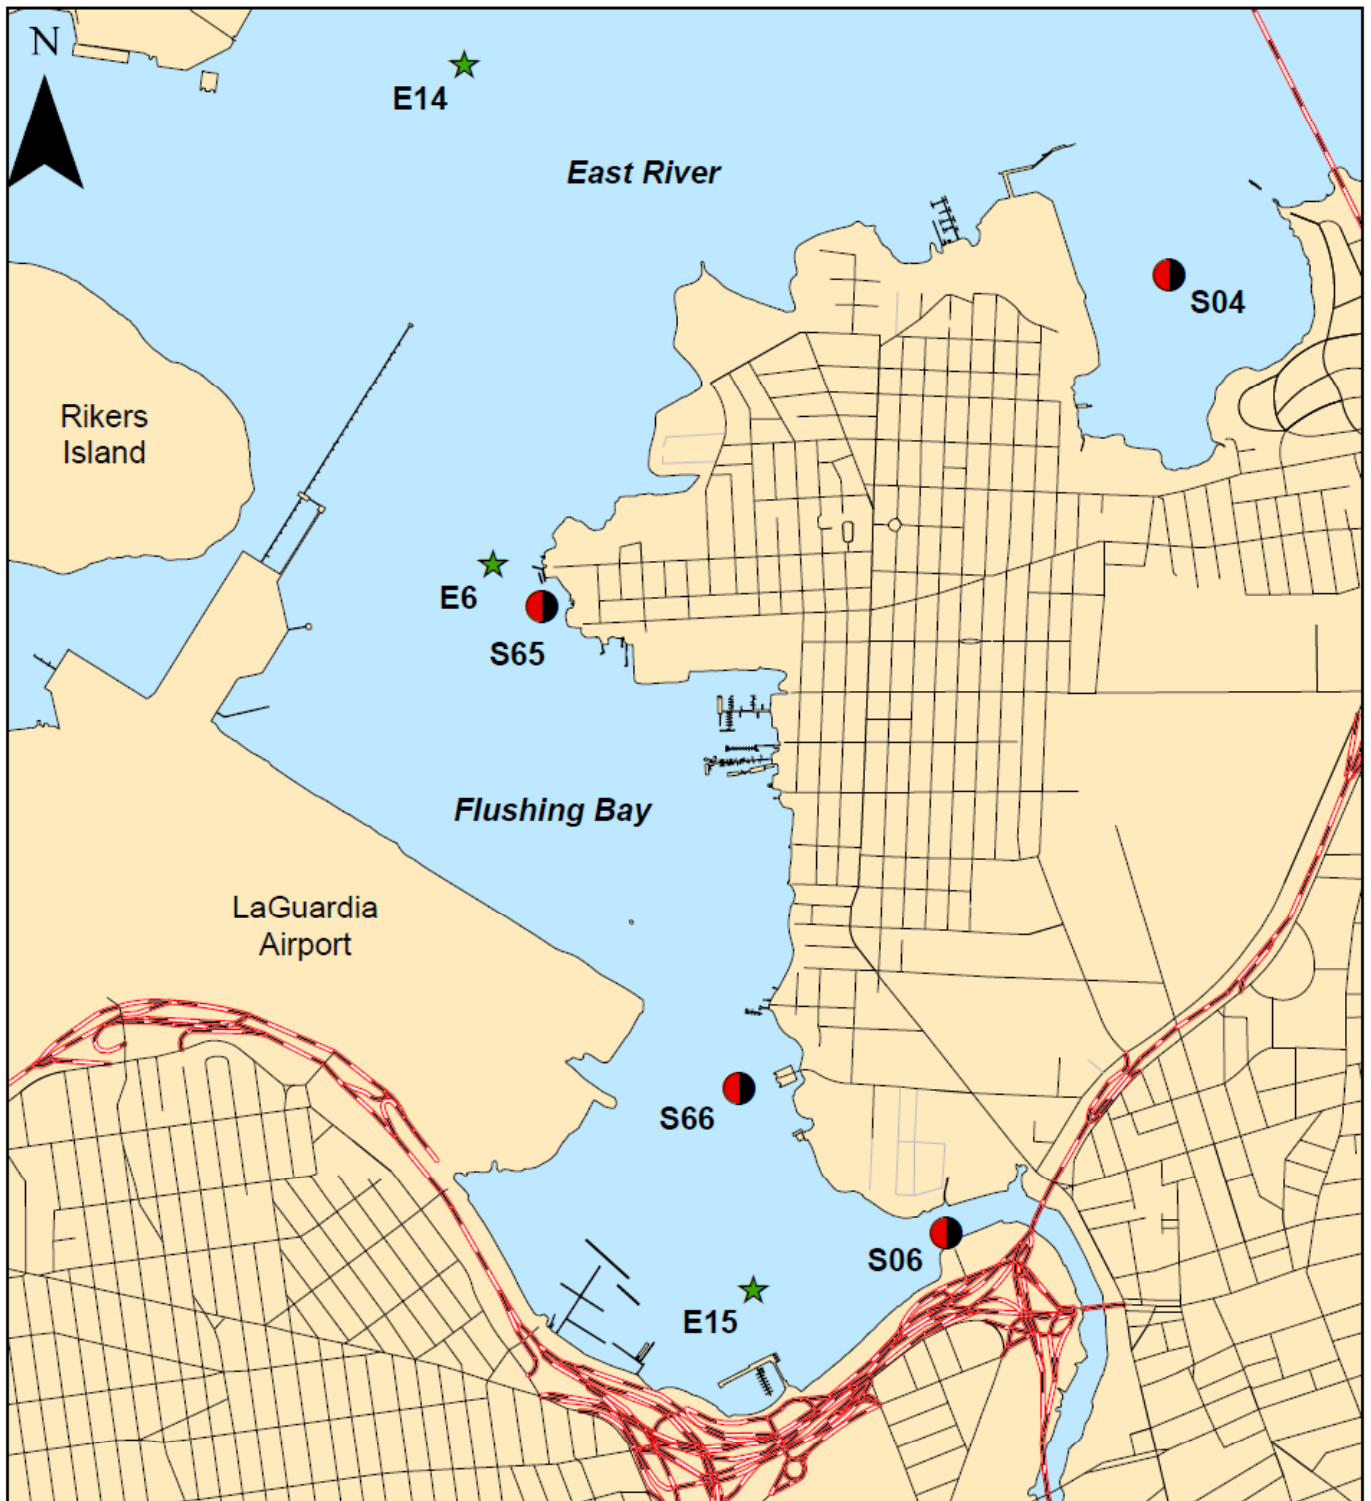 N
E14
East River
S04
Rikers
Island
E6
S65
Flushing Bay
LaGuardia
Airport
S66
S06
E15